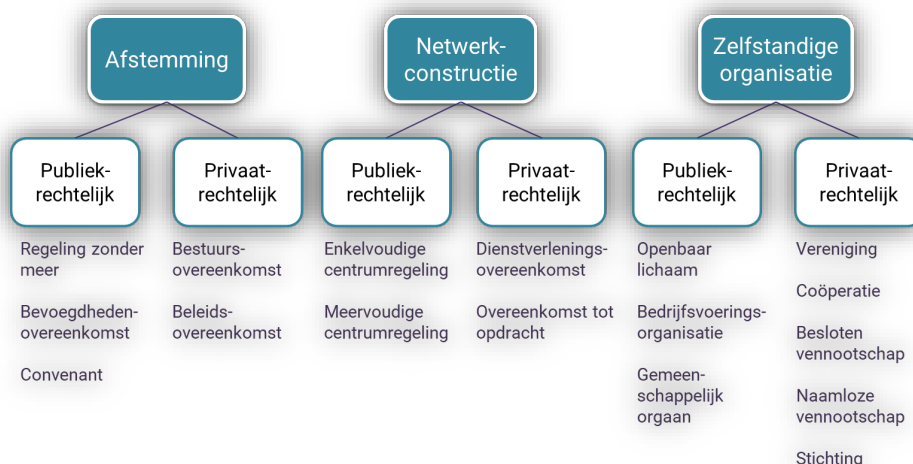 Afstemming
Publiek-
rechtelijk
Regeling zonder
meer
Bevoegdheden-
overeenkomst
Convenant
Privaat-
rechtelijk
Bestuurs-
overeenkomst
Beleids-
overeenkomst
Netwerk-
constructie
Publiek-
rechtelijk
Enkelvoudige
centrumregeling
Meervoudige
centrumregeling
Privaat-
rechtelijk
Dienstverlenings-
overeenkomst
Overeenkomst tot
opdracht
Zelfstandige
organisatie
Publiek-
rechtelijk
Openbaar
lichaam
Bedrijfsvoerings-
organisatie
Gemeen-
schappelijk
orgaan
Privaat-
rechtelijk
Vereniging
Coöperatie
Besloten
vennootschap
Naamloze
vennootschap
Stichting